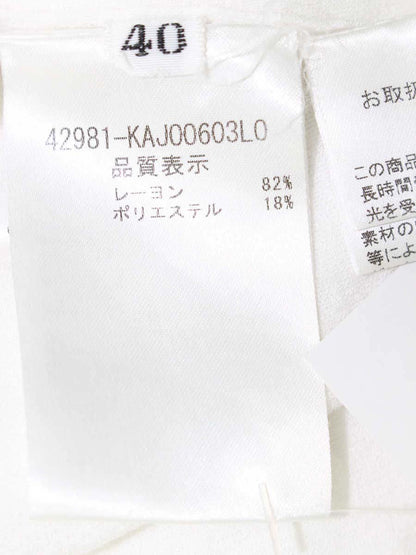 40
42981-KAJ00603L0
品質表示
レーヨン 82%
ポリエステル 18%
お取扱
この商品
長時間
光を受
素材の
等によ